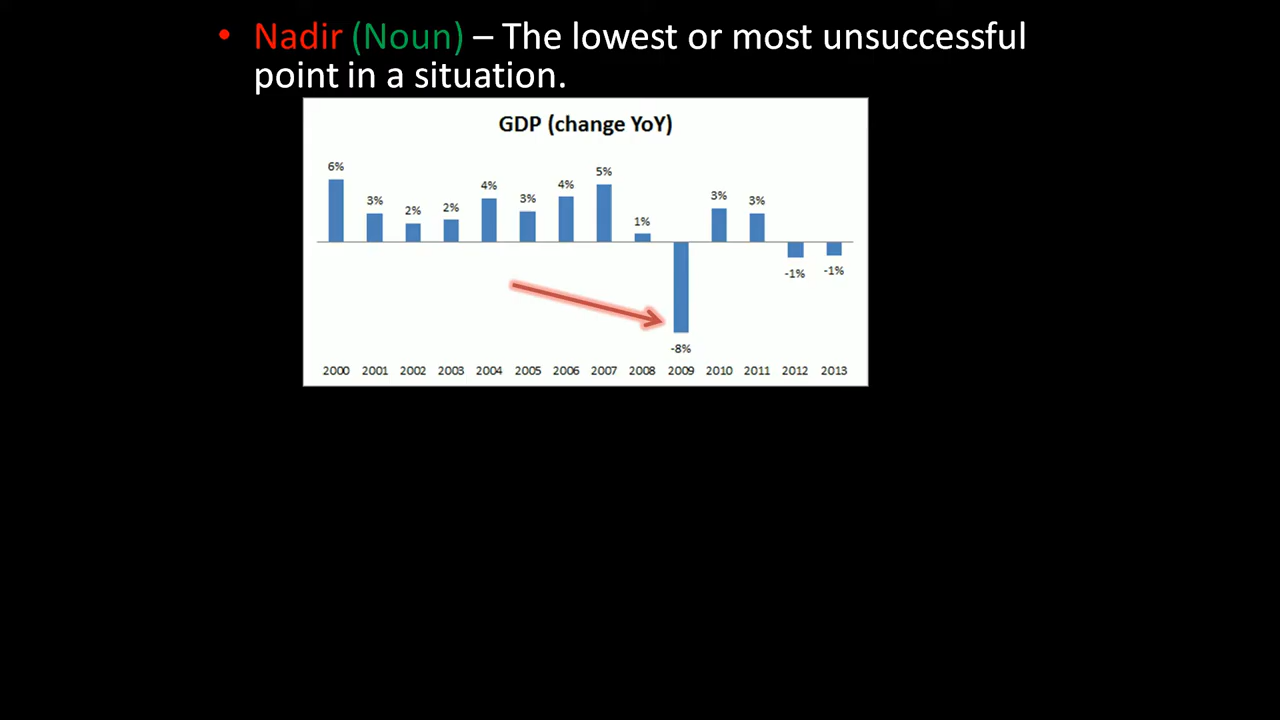 • Nadir (Noun) – The lowest or most unsuccessful
point in a situation.
GDP (change YoY)
6% 3% 2% 2% 4% 3% 4% 5% 1% -8% 3% 3% -1% -1%
2000 2001 2002 2003 2004 2005 2006 2007 2008 2009 2010 2011 2012 2013